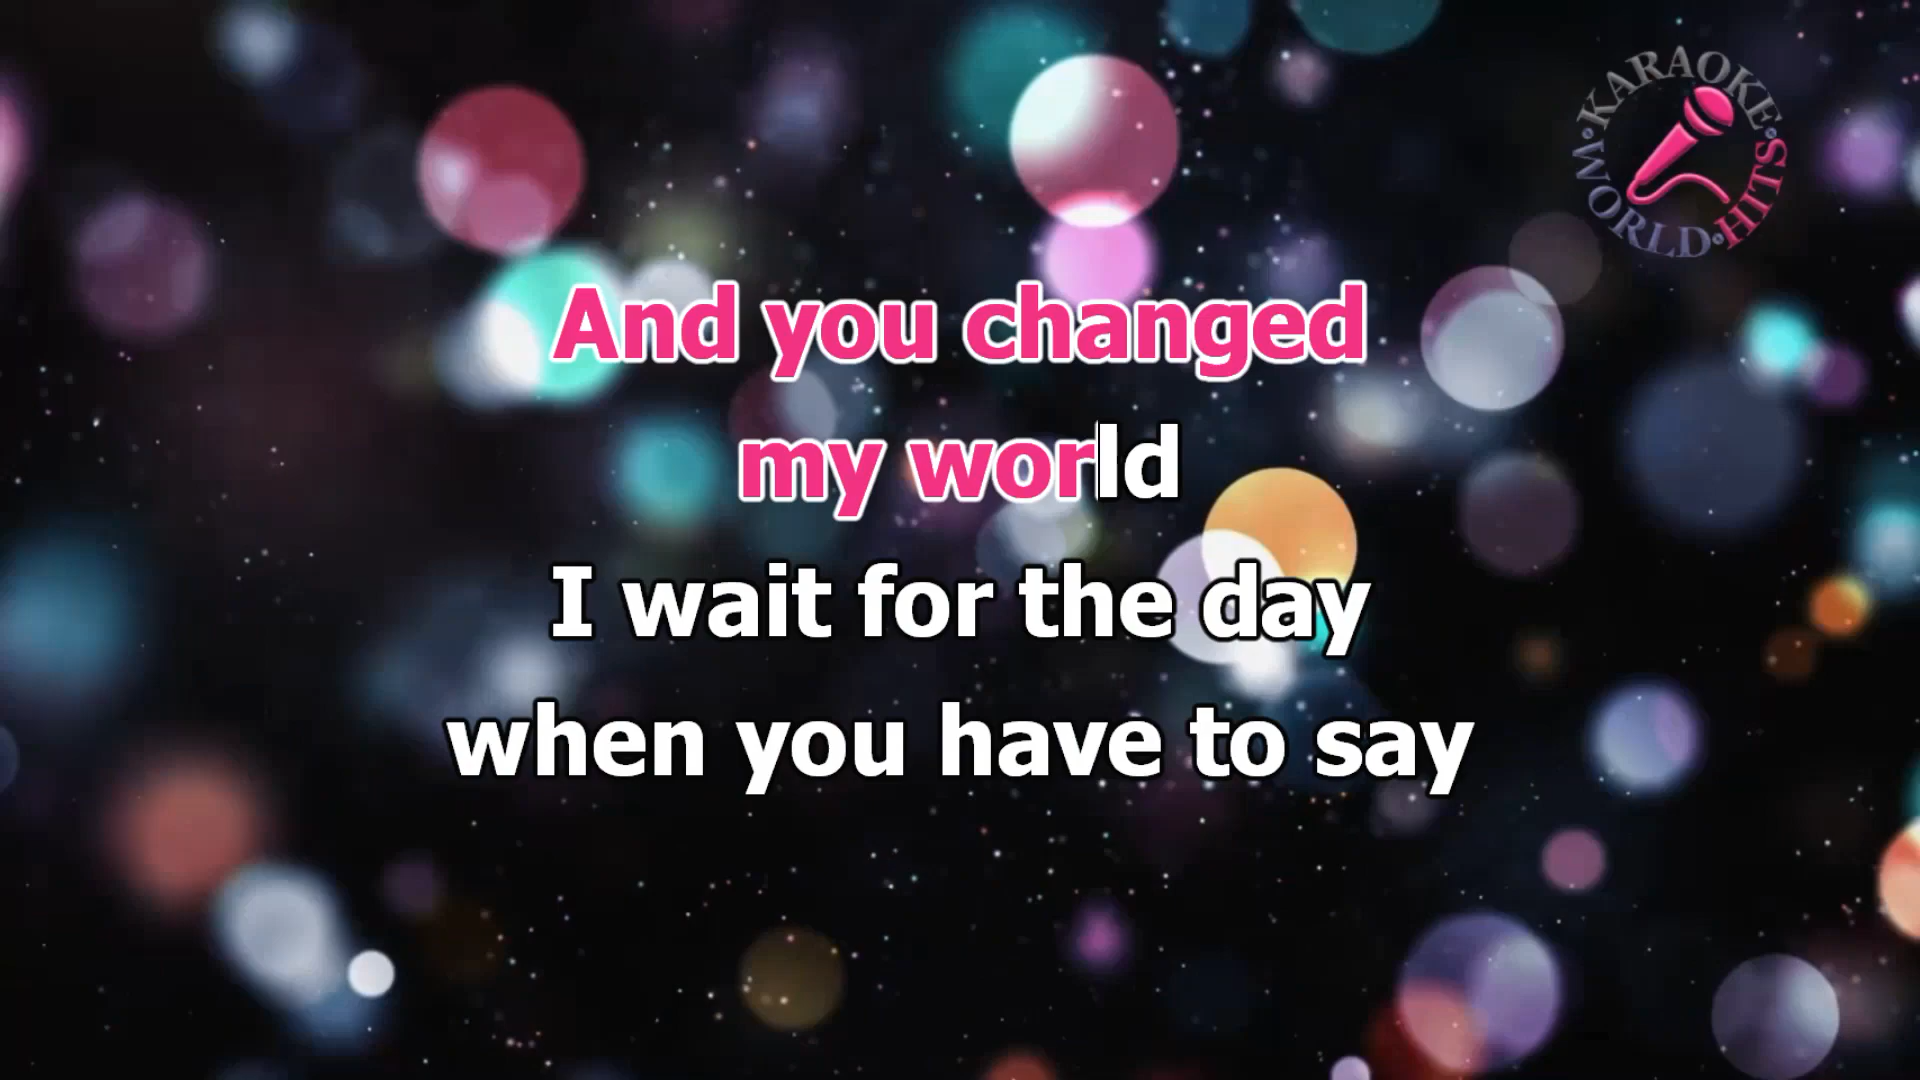 KARAOKE
WORLD HITS
And you changed
my world
I wait for the day
when you have to say